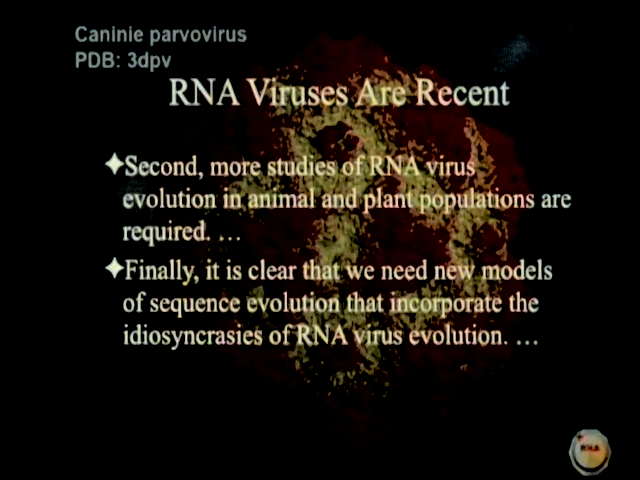 Caninie parvovirus
PDB: 3dpv
RNA Viruses Are Recent
✦Second, more studies of RNA virus
evolution in animal and plant populations are
required. …
✦Finally, it is clear that we need new models
of sequence evolution that incorporate the
idiosyncrasies of RNA virus evolution. …
RNA